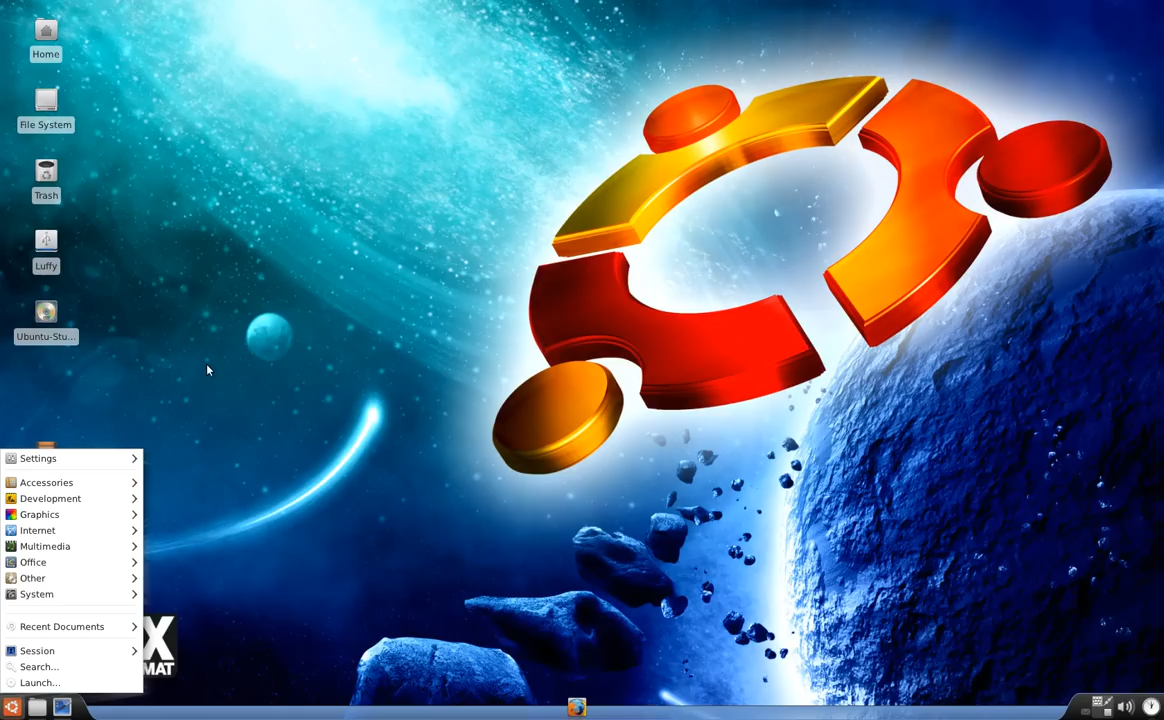 Home
File System
Trash
Luffy
Ubuntu-Stu...
Settings
Accessories
Development
Graphics
Internet
Multimedia
Office
Other
System
Recent Documents
Session
Search...
Launch...
X
MAT